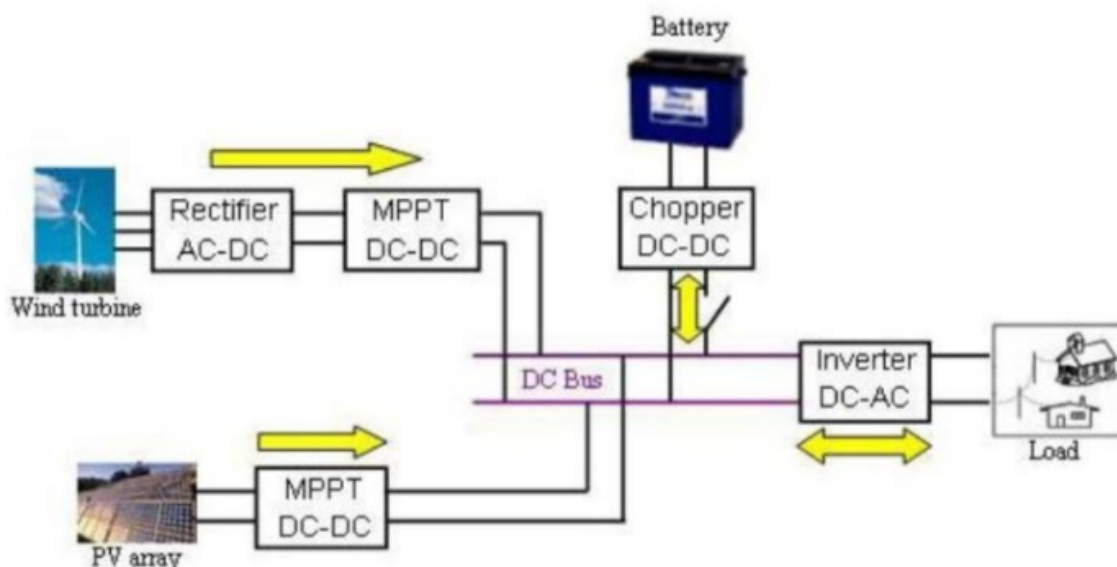 Battery
Rectifier
AC-DC
MPPT
DC-DC
Chopper
DC-DC
Wind turbine
DC Bus
Inverter
DC-AC
Load
MPPT
DC-DC
PV array